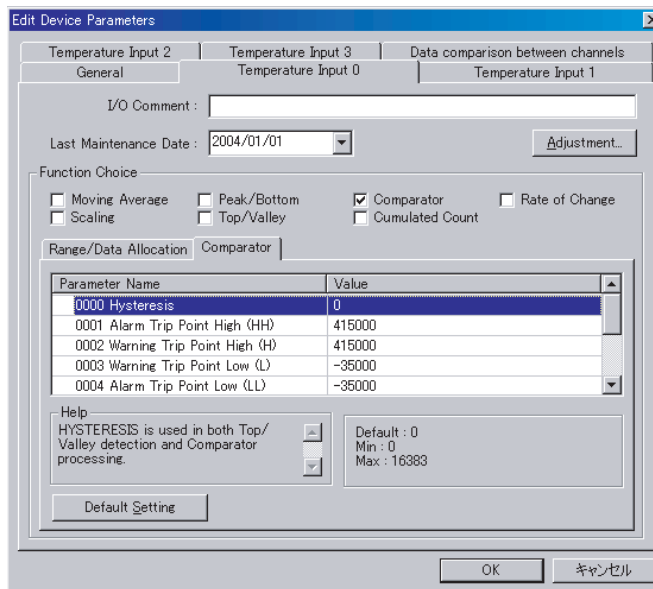 Edit Device Parameters
Temperature Input 2 Temperature Input 3 Data comparison between channels
General Temperature Input 0 Temperature Input 1
I/O Comment :
Last Maintenance Date : 2004/01/01 Adjustment...
Function Choice
Moving Average Peak/Bottom Comparator Rate of Change
Scaling Top/Valley Cumulated Count
Range/Data Allocation Comparator
Parameter Name Value
0000 Hysteresis 0
0001 Alarm Trip Point High (HH) 415000
0002 Warning Trip Point High (H) 415000
0003 Warning Trip Point Low (L) -35000
0004 Alarm Trip Point Low (LL) -35000
Help
HYSTERESIS is used in both Top/
Valley detection and Comparator
processing.
Default : 0
Min : 0
Max : 16383
Default Setting
OK キャンセル